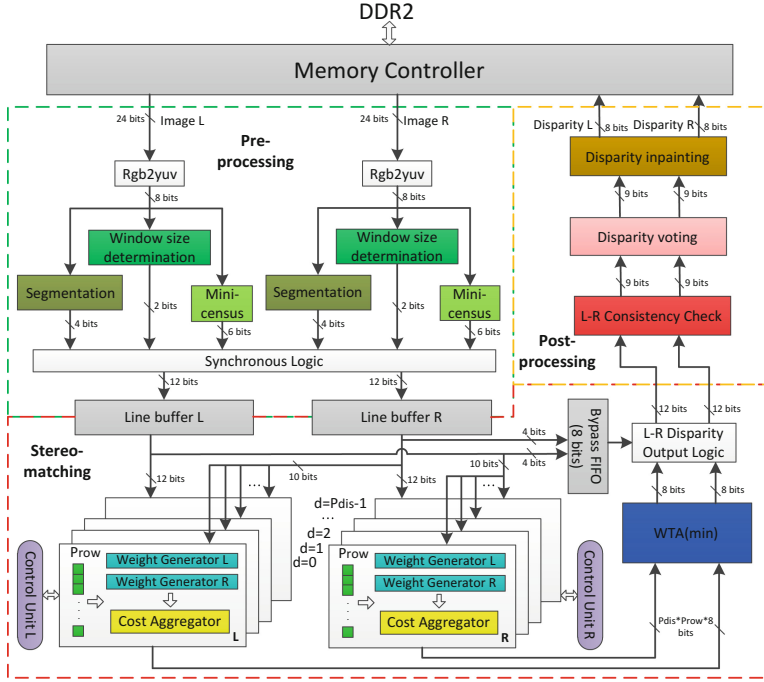 DDR2
Memory Controller
24 bits
Image L
24 bits
Image R
Disparity L
8 bits
Disparity R
8 bits
Pre-
processing
Disparity inpainting
Rgb2yuv
Rgb2yuv
8 bits
8 bits
9 bits
9 bits
Window size
determination
Window size
determination
Disparity voting
Segmentation
Mini-
census
Segmentation
Mini-
census
2 bits
2 bits
9 bits
9 bits
4 bits
6 bits
4 bits
6 bits
L-R Consistency Check
Post-
processing
Synchronous Logic
12 bits
12 bits
Line buffer L
Line buffer R
12 bits
12 bits
Bypass FIFO
(8 bits)
4 bits
4 bits
L-R Disparity
Output Logic
Stereo-
matching
12 bits
10 bits
12 bits
10 bits
8 bits
8 bits
...
...
d=Pdis-1
...
d=2
d=1
d=0
WTA(min)
Control Unit L
Prow
Weight Generator L
Weight Generator R
Cost Aggregator
L
Prow
Weight Generator L
Weight Generator R
Cost Aggregator
R
Control Unit R
Pdis*Prow*8
bits